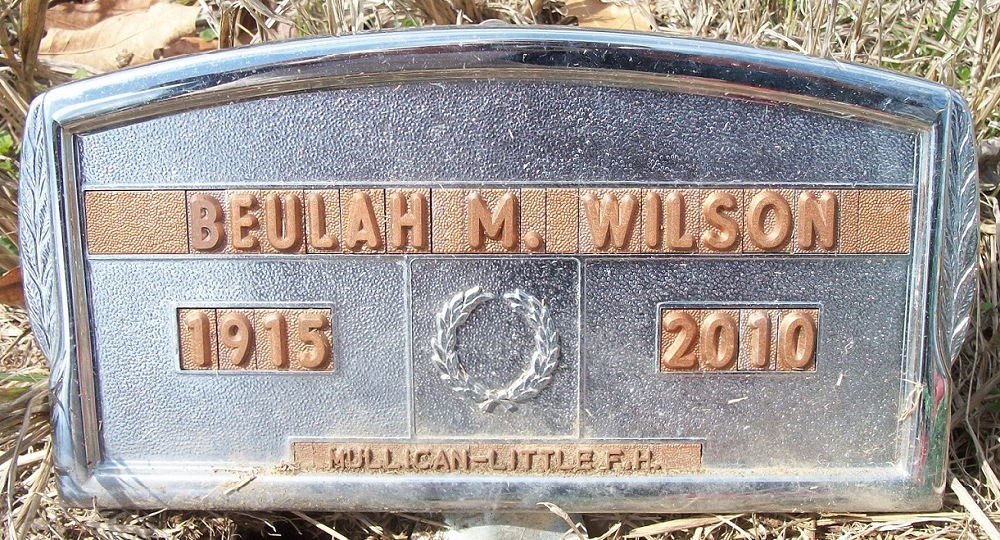 BEULAH M. WILSON
1915 2010
MULLICAN-LITTLE F.H.